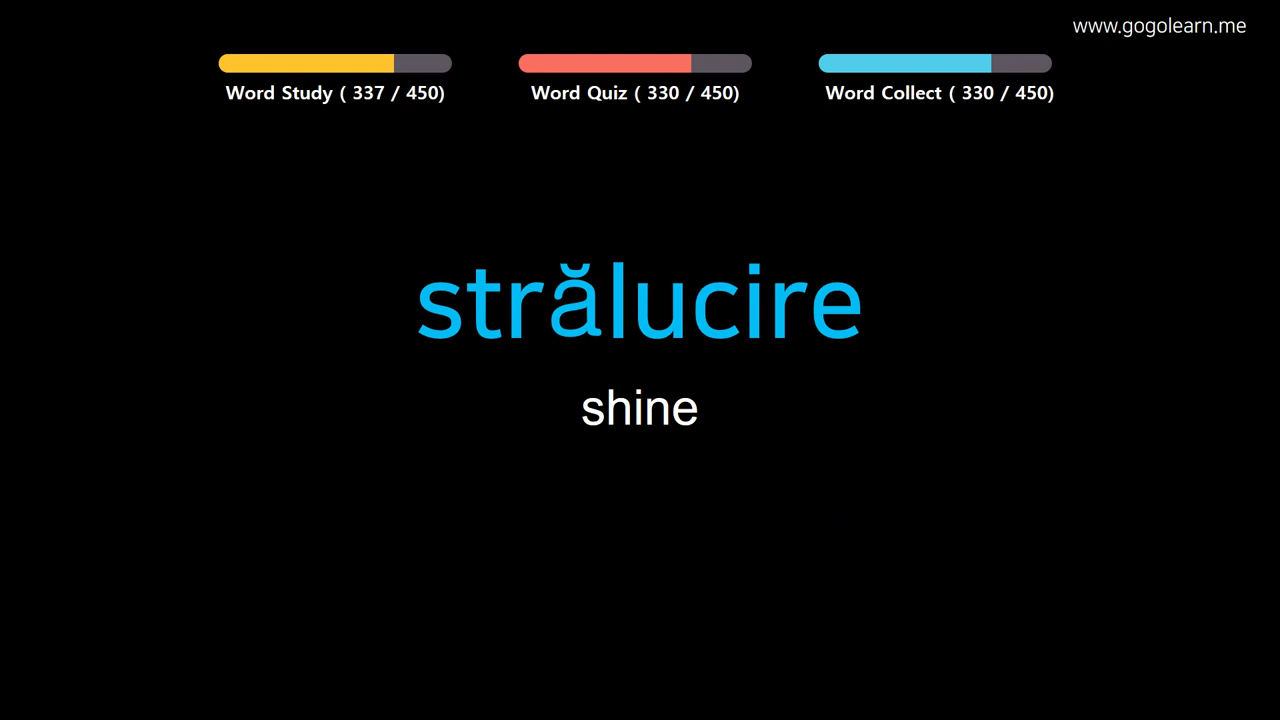 www.gogolearn.me
Word Study ( 337 / 450)
Word Quiz ( 330 / 450)
Word Collect ( 330 / 450)
strălucire
shine